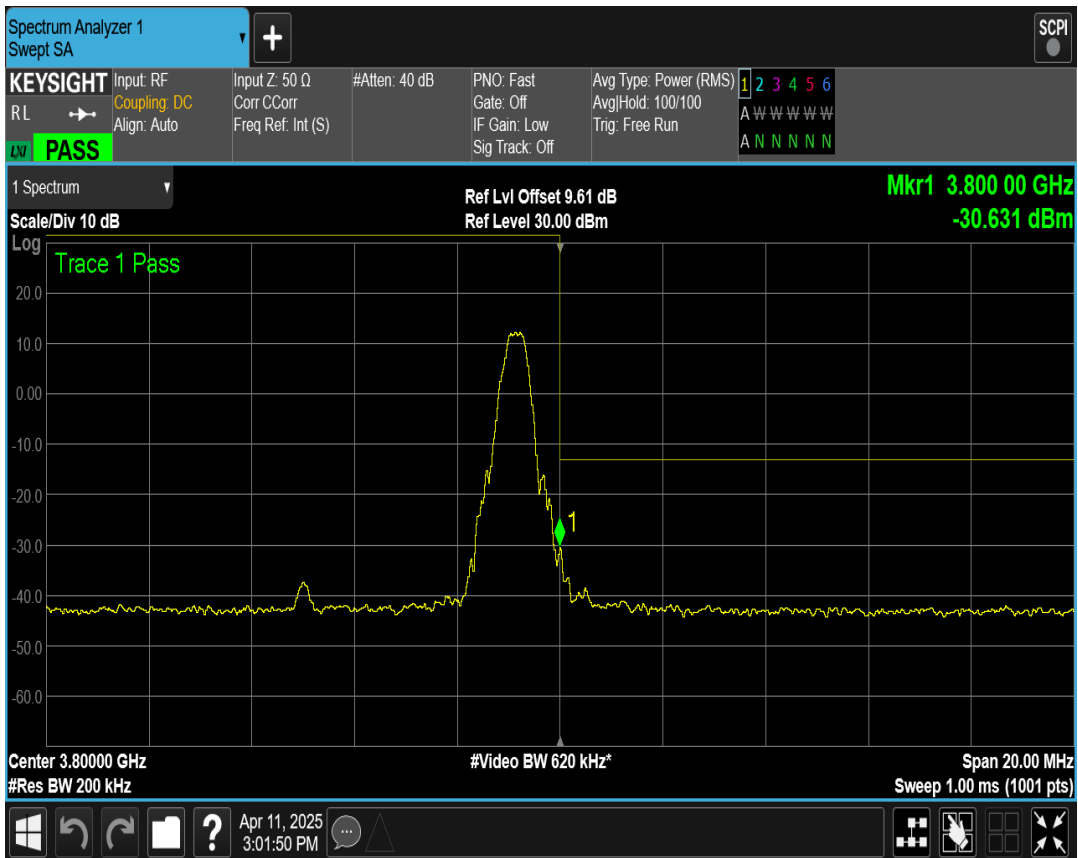 Spectrum Analyzer 1
Swept SA
+
SCPI
KEYSIGHT
RL
LXI
PASS
Input: RF
Coupling: DC
Align: Auto
Input Z: 50 Ω
Corr CCorr
Freq Ref: Int (S)
#Atten: 40 dB
PNO: Fast
Gate: Off
IF Gain: Low
Sig Track: Off
Avg Type: Power (RMS)
Avg|Hold: 100/100
Trig: Free Run
1 2 3 4 5 6
A W W W W W
A N N N N N
1 Spectrum
Scale/Div 10 dB
Ref Lvl Offset 9.61 dB
Ref Level 30.00 dBm
Mkr1 3.800 00 GHz
-30.631 dBm
Log
Trace 1 Pass
20.0
10.0
0.00
-10.0
-20.0
1
-30.0
-40.0
-50.0
-60.0
Center 3.80000 GHz
#Res BW 200 kHz
#Video BW 620 kHz*
Span 20.00 MHz
Sweep 1.00 ms (1001 pts)
?
Apr 11, 2025
3:01:50 PM